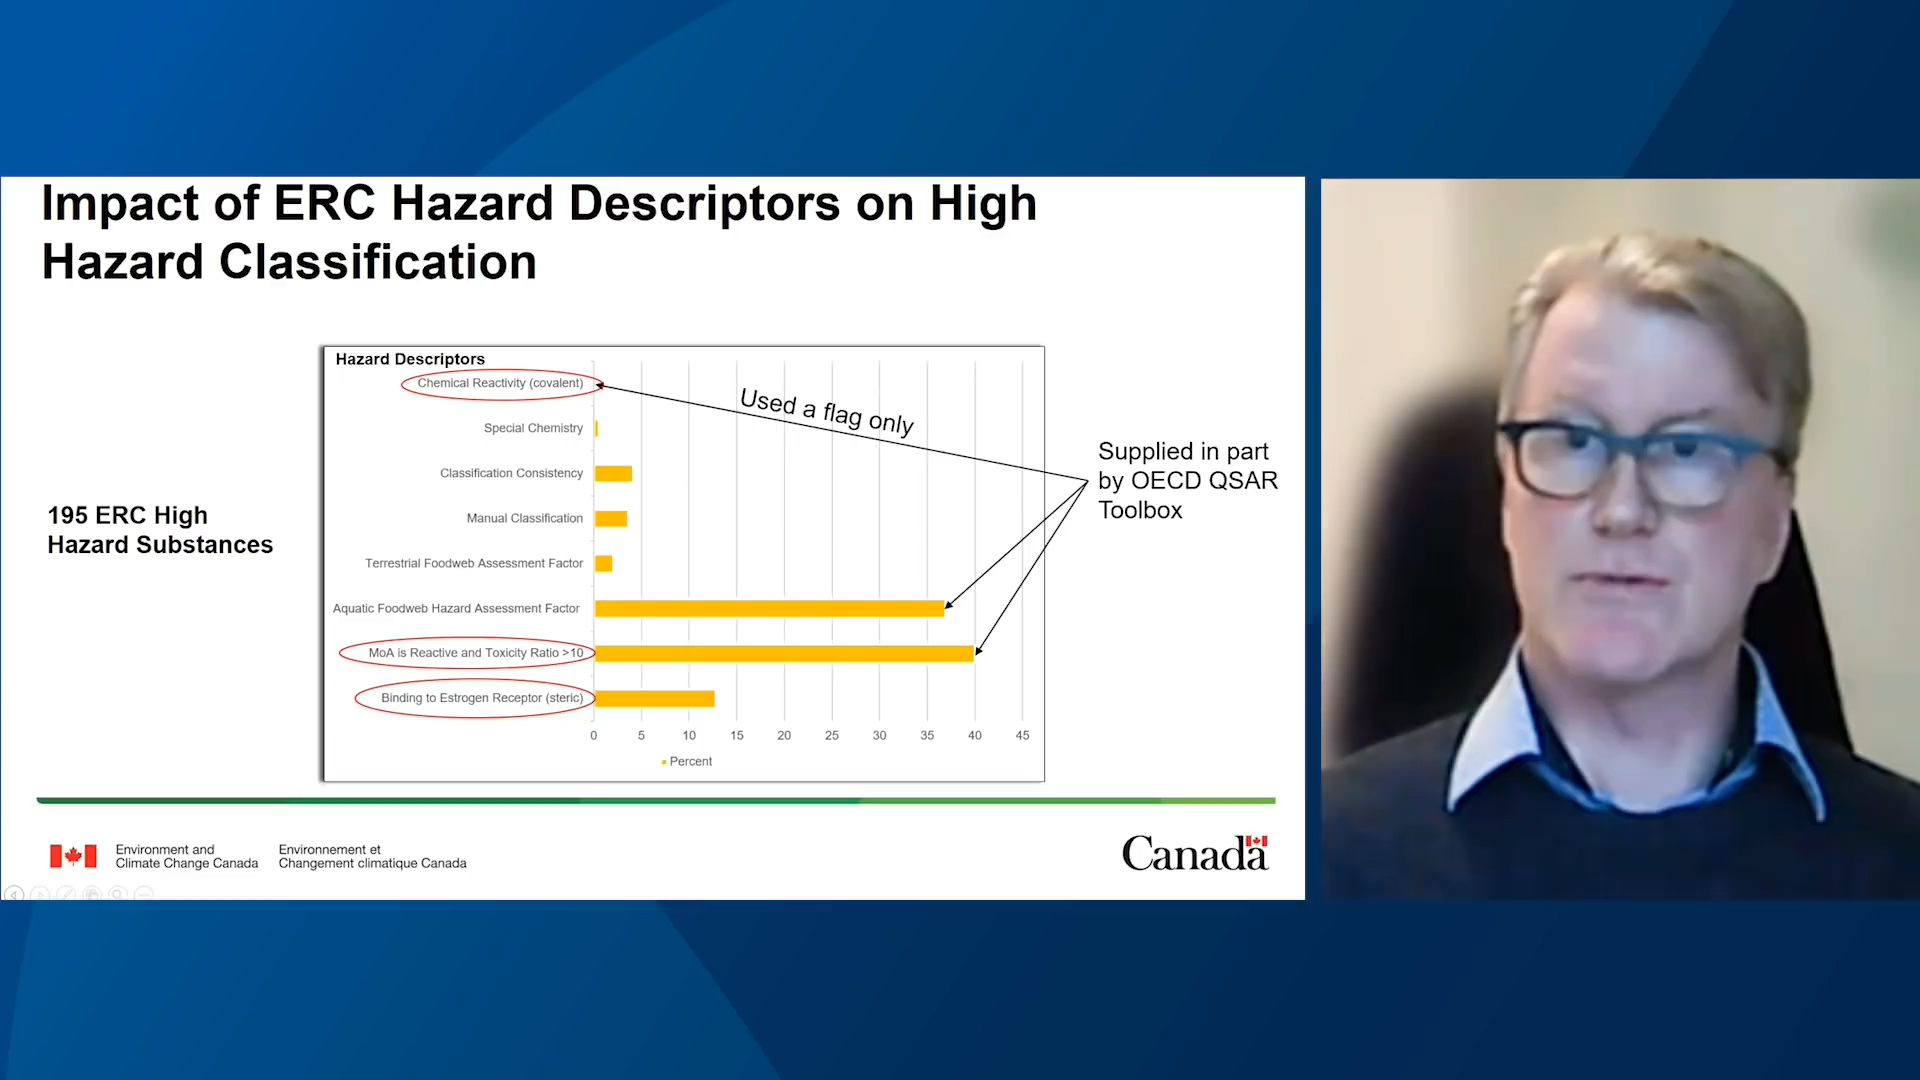 Impact of ERC Hazard Descriptors on High
Hazard Classification
195 ERC High
Hazard Substances
Hazard Descriptors
Chemical Reactivity (covalent)
Special Chemistry
Classification Consistency
Manual Classification
Terrestrial Foodweb Assessment Factor
Aquatic Foodweb Hazard Assessment Factor
MoA is Reactive and Toxicity Ratio >10
Binding to Estrogen Receptor (steric)
0 5 10 15 20 25 30 35 40 45
Percent
Used a flag only
Supplied in part
by OECD QSAR
Toolbox
Environment and
Climate Change Canada
Environnement et
Changement climatique Canada
Canada